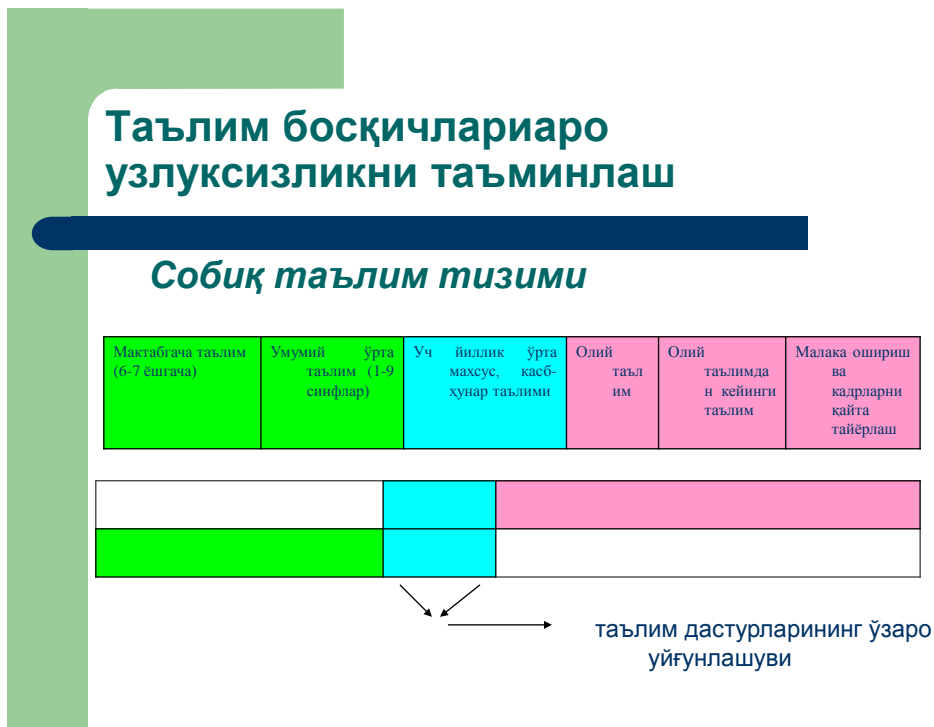 Таълим босқичлариаро
узлуксизликни таъминлаш
Собиқ таълим тизими
Мактабгача таълим
(6-7 ёшгача)
Умумий ўрта
таълим (1-9
синфлар)
Уч йиллик ўрта
махсус, касб-
ҳунар таълими
Олий
таъл
им
Олий
таълимда
н кейинги
таълим
Малака ошириш
ва
кадрларни
қайта
тайёрлаш
таълим дастурларининг ўзаро
уйғунлашуви